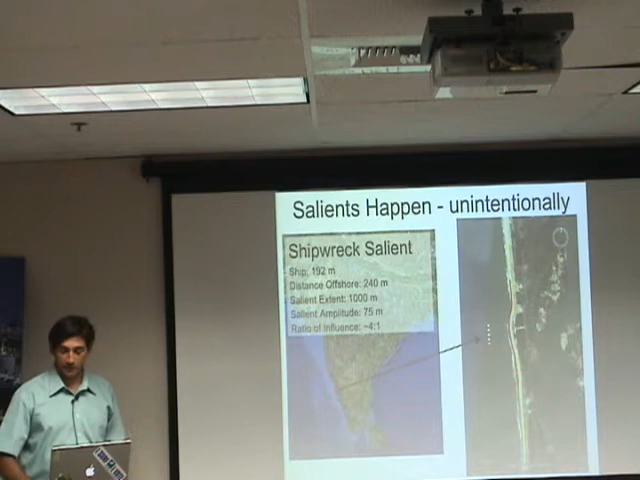 Salients Happen - unintentionally
Shipwreck Salient
Ship: 192 m
Distance Offshore: 240 m
Salient Extent: 1000 m
Salient Amplitude: 75 m
Ratio of Influence: ~4:1